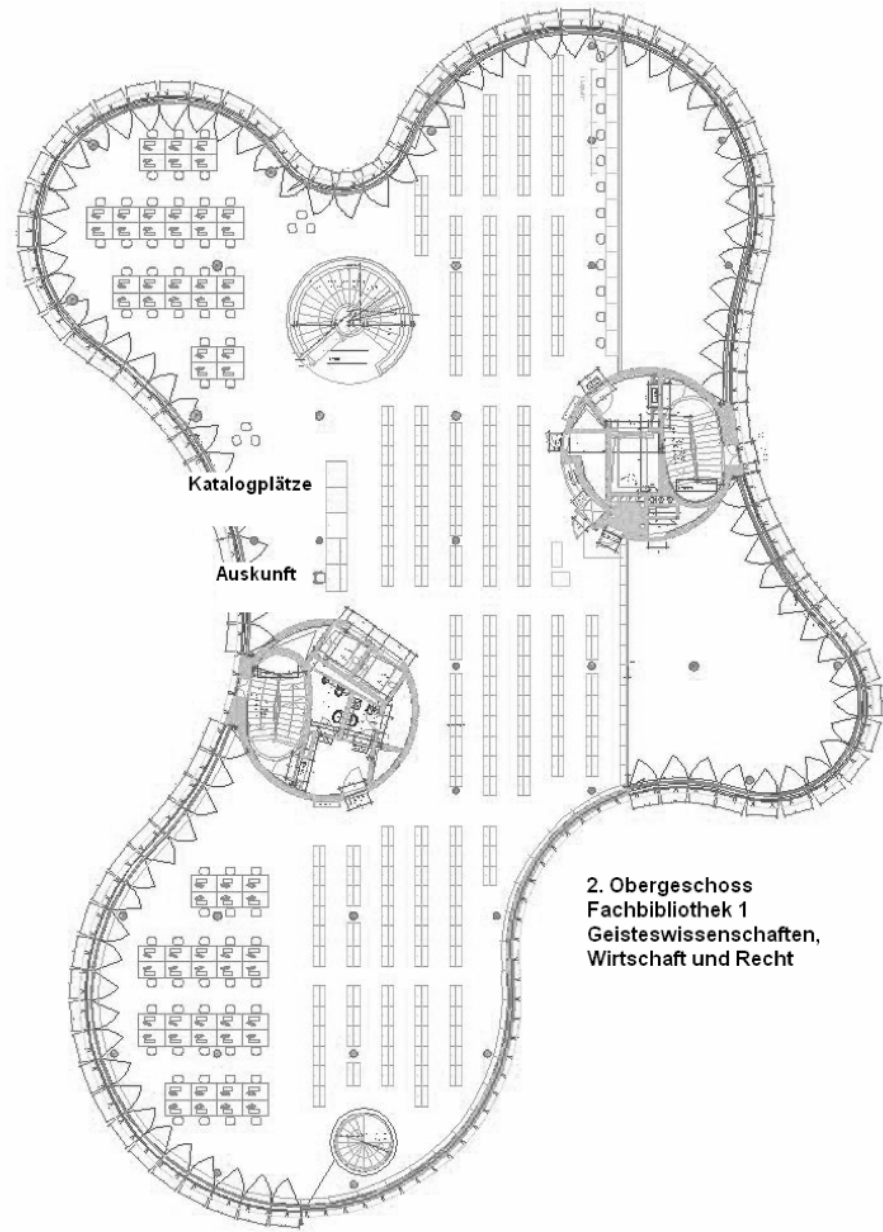 Katalogplätze
Auskunft
2. Obergeschoss
Fachbibliothek 1
Geisteswissenschaften,
Wirtschaft und Recht